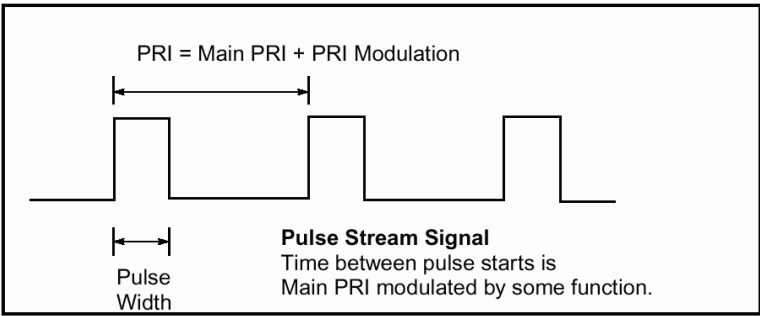 PRI = Main PRI + PRI Modulation
Pulse
Width
Pulse Stream Signal
Time between pulse starts is
Main PRI modulated by some function.